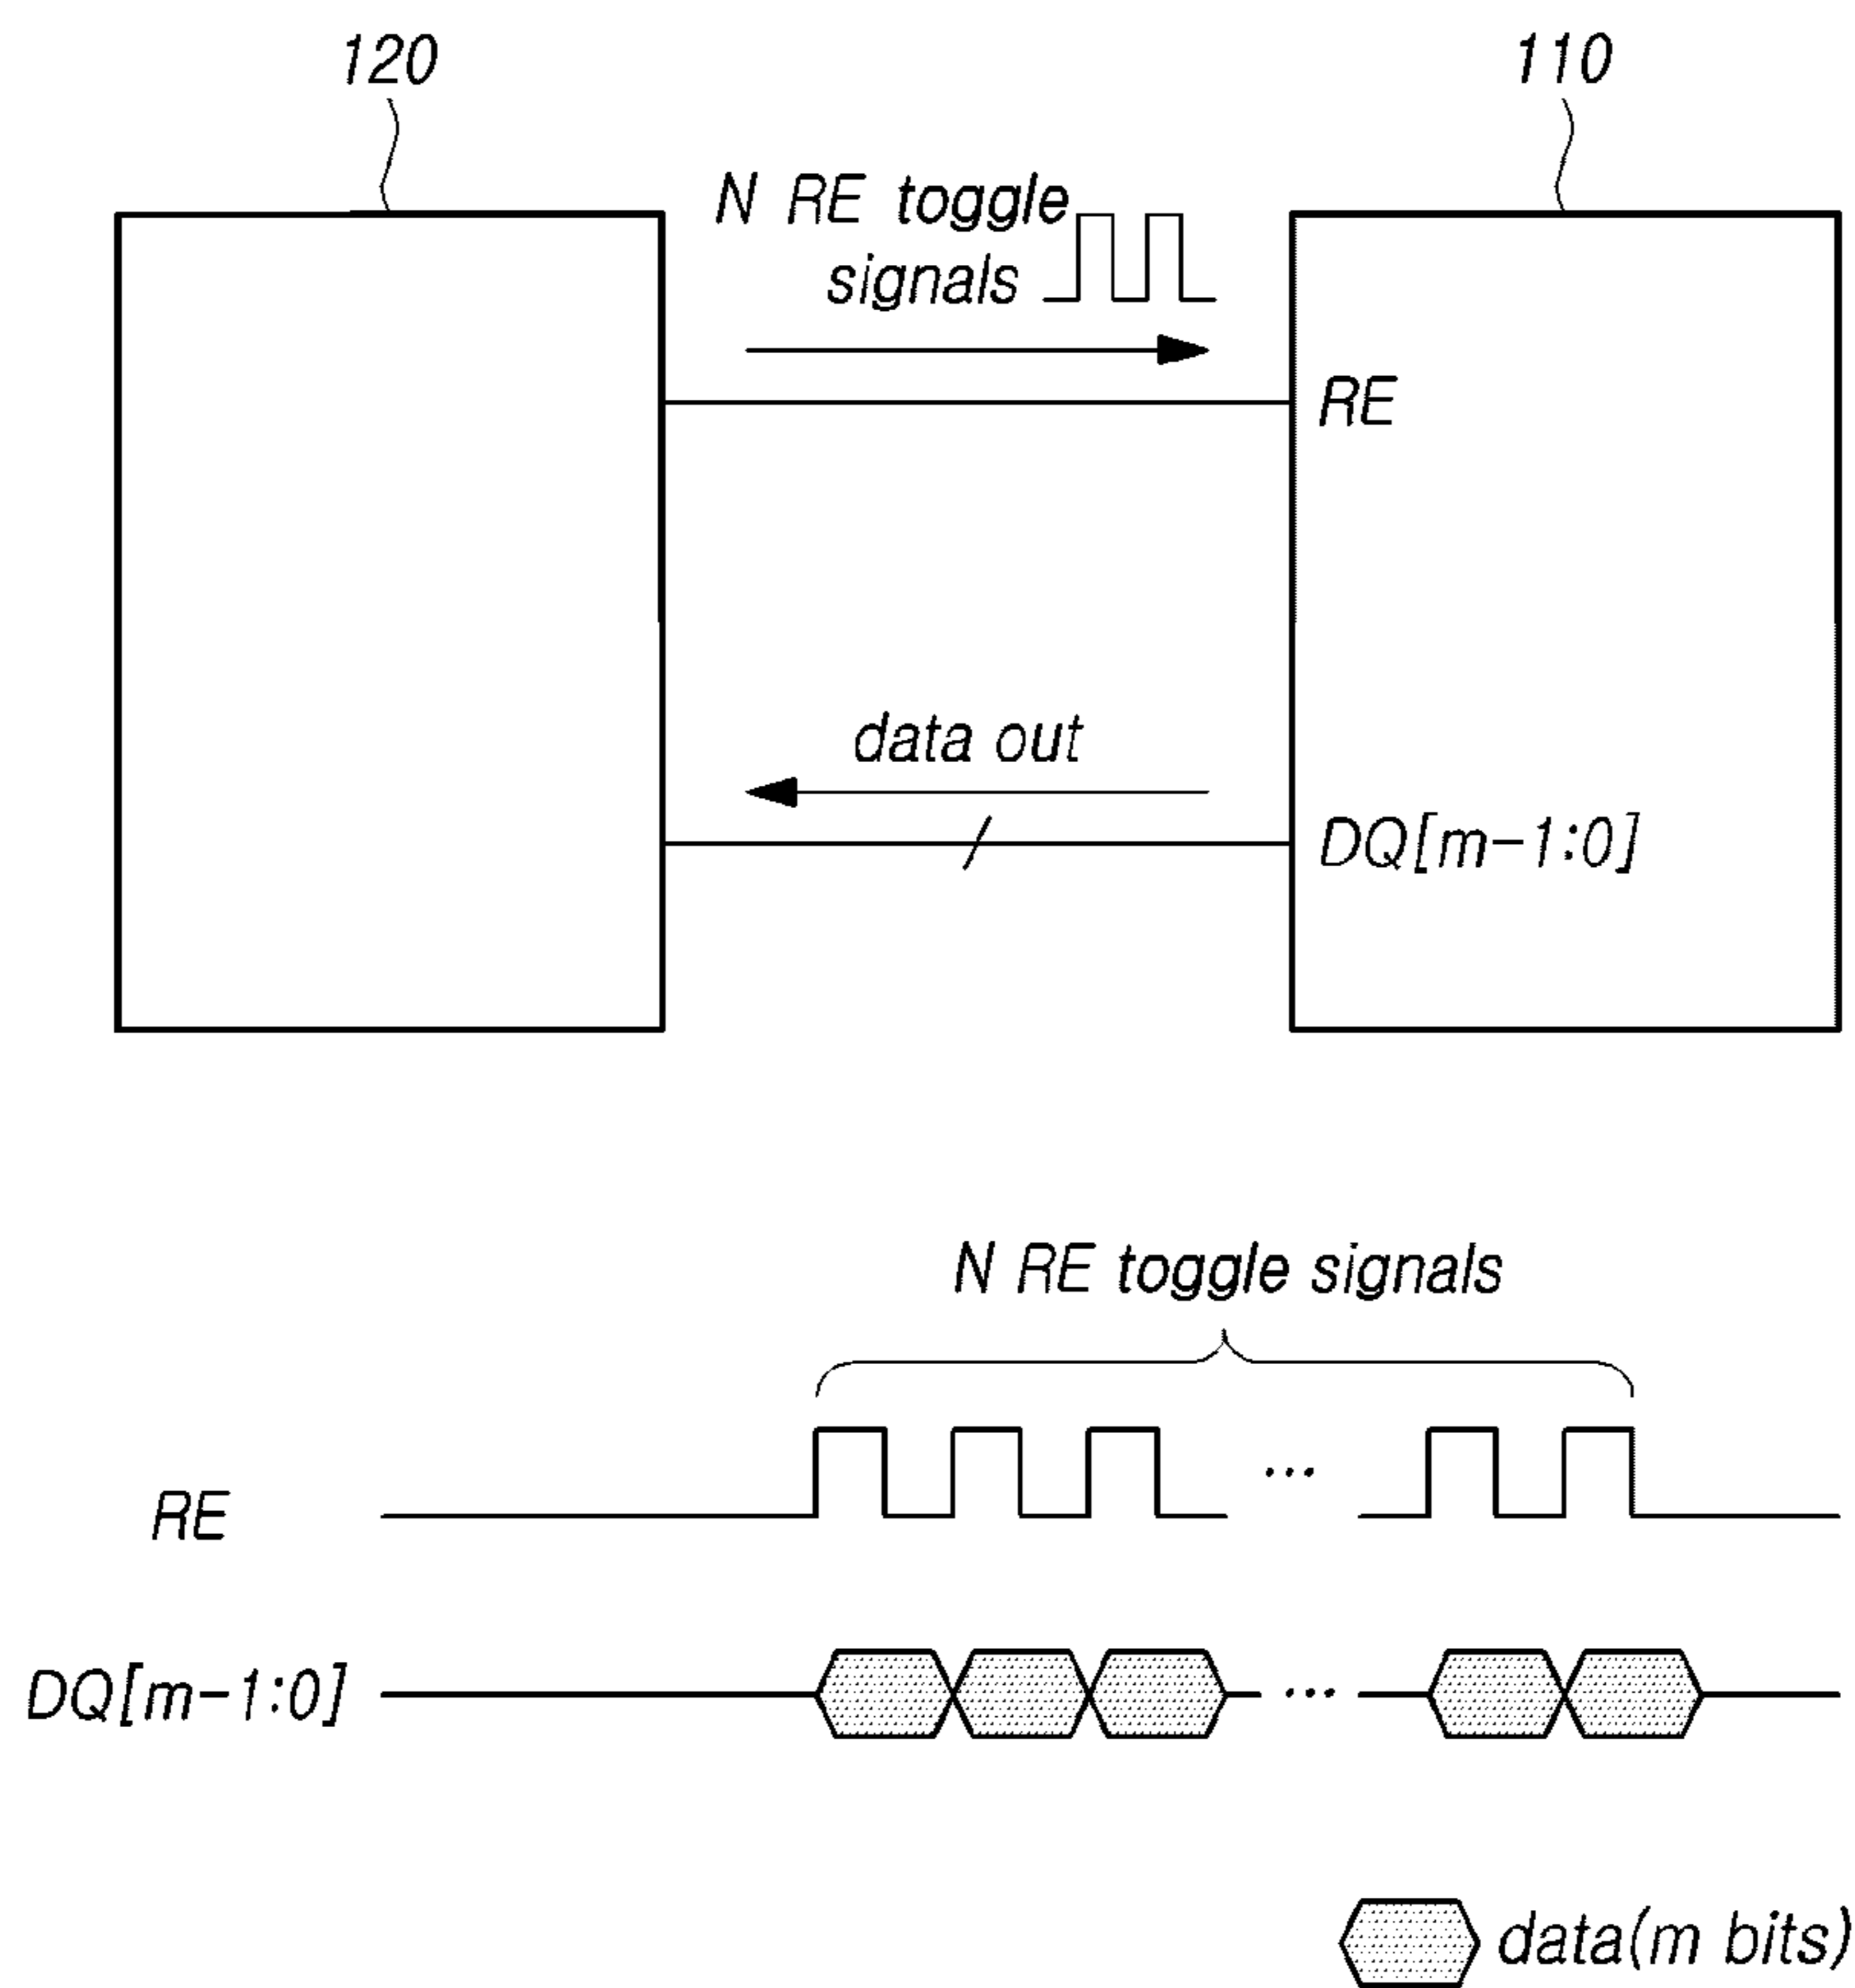 120
110
N RE toggle
signals
RE
data out
DQ[m-1:0]
N RE toggle signals
...
RE
DQ[m-1:0]
...
data(m bits)